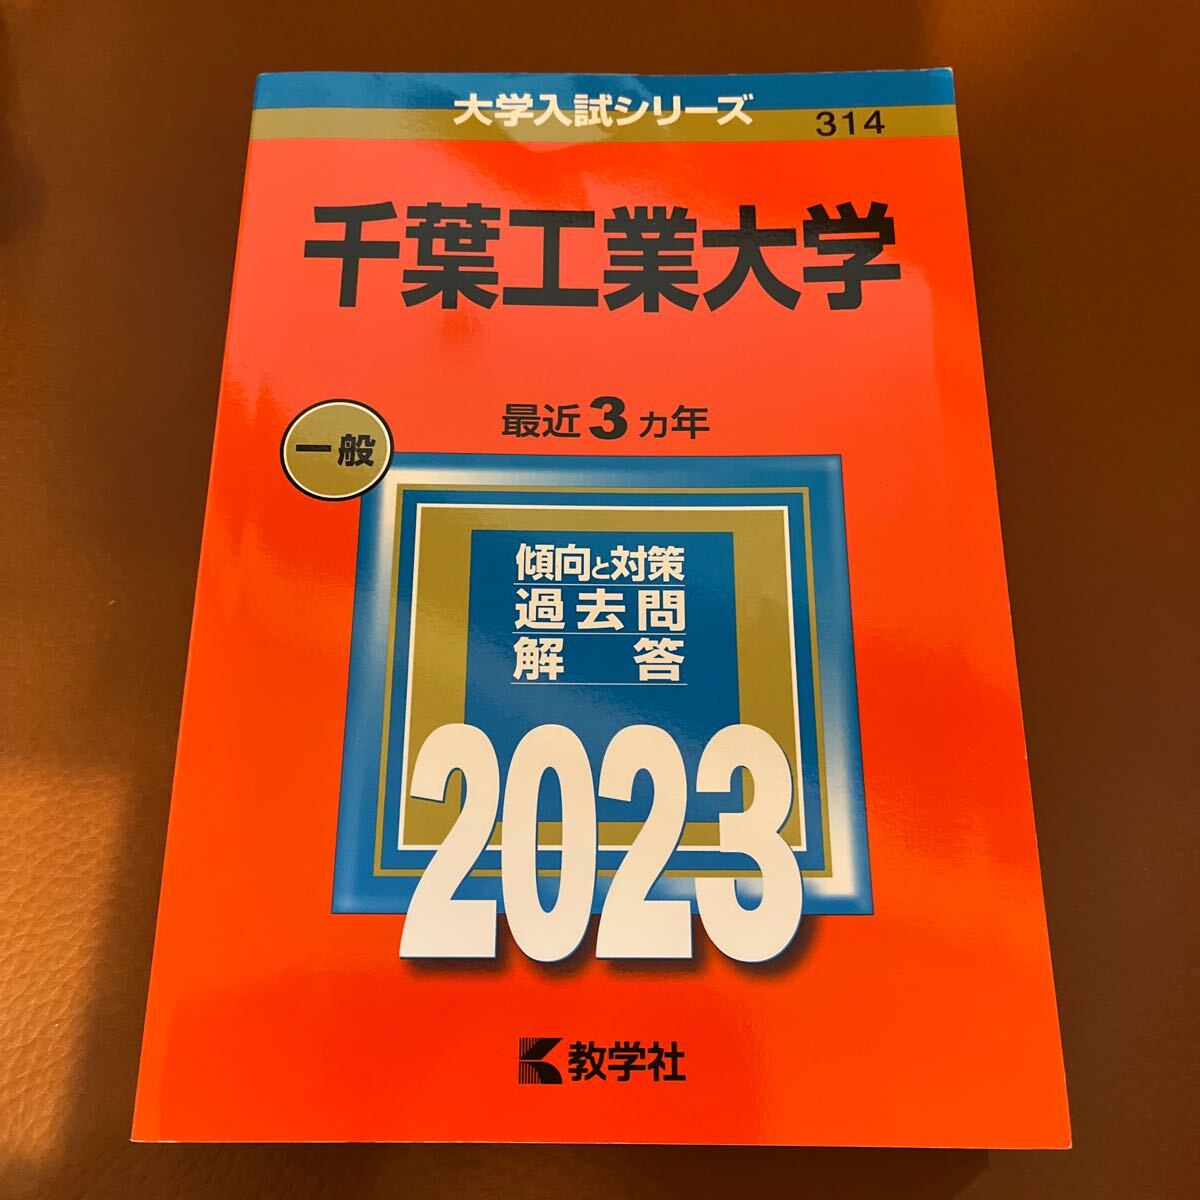 大学入試シリーズ
314
千葉工業大学
最近3ヵ年
一般
傾向と対策
過去問
解答
2023
教学社